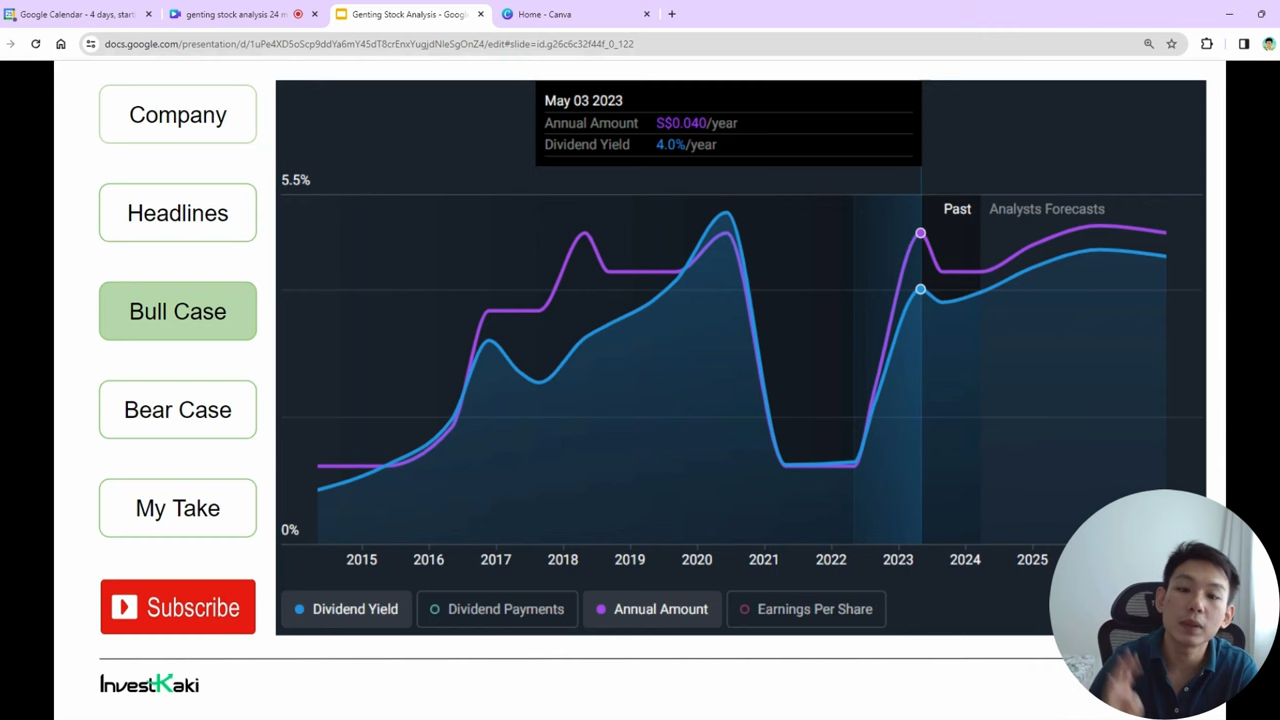 Google Calendar - 4 days, start
genting stock analysis 24 m
Genting Stock Analysis - Goog
Home - Canva
docs.google.com/presentation/d/1uPe4XD5oScp9ddYa6mY45dT8crEnxYugjdNIeSgOnZ4/edit#slide=id.g26c6c32f44f_0_122
Company
Headlines
Bull Case
Bear Case
My Take
Subscribe
InvestKaki
May 03 2023
Annual Amount S$0.040/year
Dividend Yield 4.0%/year
5.5%
Past Analysts Forecasts
0%
2015 2016 2017 2018 2019 2020 2021 2022 2023 2024 2025
Dividend Yield Dividend Payments Annual Amount Earnings Per Share